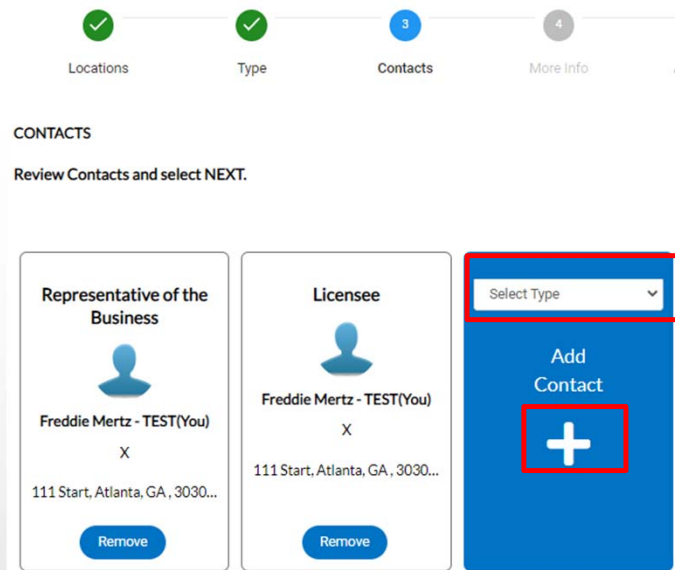 3
4
Locations
Type
Contacts
More Info
CONTACTS
Review Contacts and select NEXT.
Representative of the
Business
Freddie Mertz - TEST(You)
X
111 Start, Atlanta, GA , 3030...
Remove
Licensee
Freddie Mertz - TEST(You)
X
111 Start, Atlanta, GA , 3030...
Remove
Select Type
Add
Contact